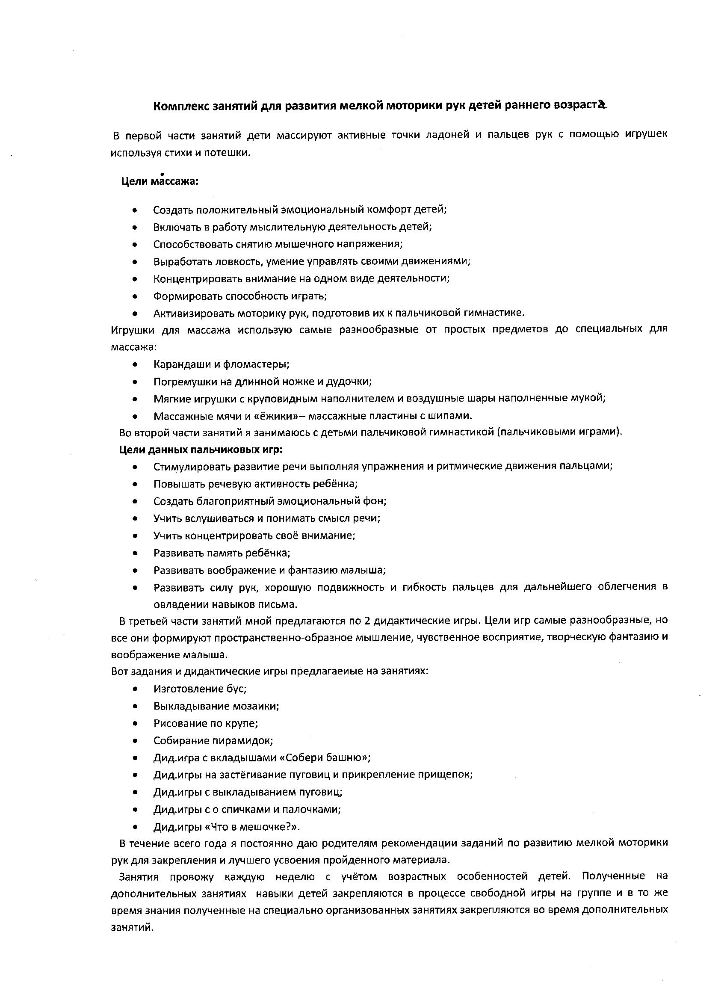 Комплекс занятий для развития мелкой моторики рук детей раннего возраста
В первой части занятий дети массируют активные точки ладоней и пальцев рук с помощью игрушек
используя стихи и потешки.
Цели массажа:
• Создать положительный эмоциональный комфорт детей;
• Включать в работу мыслительную деятельность детей;
• Способствовать снятию мышечного напряжения;
• Выработать ловкость, умение управлять своими движениями;
• Концентрировать внимание на одном виде деятельности;
• Формировать способность играть;
• Активизировать моторику рук, подготовив их к пальчиковой гимнастике.
Игрушки для массажа использую самые разнообразные от простых предметов до специальных для
массажа:
• Карандаши и фломастеры;
• Погремушки на длинной ножке и дудочки;
• Мягкие игрушки с круповидным наполнителем и воздушные шары наполненные мукой;
• Массажные мячи и «ёжики»-- массажные пластины с шипами.
Во второй части занятий я занимаюсь с детьми пальчиковой гимнастикой (пальчиковыми играми).
Цели данных пальчиковых игр:
• Стимулировать развитие речи выполняя упражнения и ритмические движения пальцами;
• Повышать речевую активность ребёнка;
• Создать благоприятный эмоциональный фон;
• Учить вслушиваться и понимать смысл речи;
• Учить концентрировать своё внимание;
• Развивать память ребёнка;
• Развивать воображение и фантазию малыша;
• Развивать силу рук, хорошую подвижность и гибкость пальцев для дальнейшего облегчения в
овлвдении навыков письма.
В третьей части занятий мной предлагаются по 2 дидактические игры. Цели игр самые разнообразные, но
все они формируют пространственно-образное мышление, чувственное восприятие, творческую фантазию и
воображение малыша.
Вот задания и дидактические игры предлагаеиые на занятиях:
• Изготовление бус;
• Выкладывание мозаики;
• Рисование по крупе;
• Собирание пирамидок;
• Дид.игра с вкладышами «Собери башню»;
• Дид.игры на застёгивание пуговиц и прикрепление прищепок;
• Дид.игры с выкладыванием пуговиц;
• Дид.игры с о спичками и палочками;
• Дид.игры «Что в мешочке?».
В течение всего года я постоянно даю родителям рекомендации заданий по развитию мелкой моторики
рук для закрепления и лучшего усвоения пройденного материала.
Занятия провожу каждую неделю с учётом возрастных особенностей детей. Полученные на
дополнительных занятиях навыки детей закрепляются в процессе свободной игры на группе и в то же
время знания полученные на специально организованных занятиях закрепляются во время дополнительных
занятий.